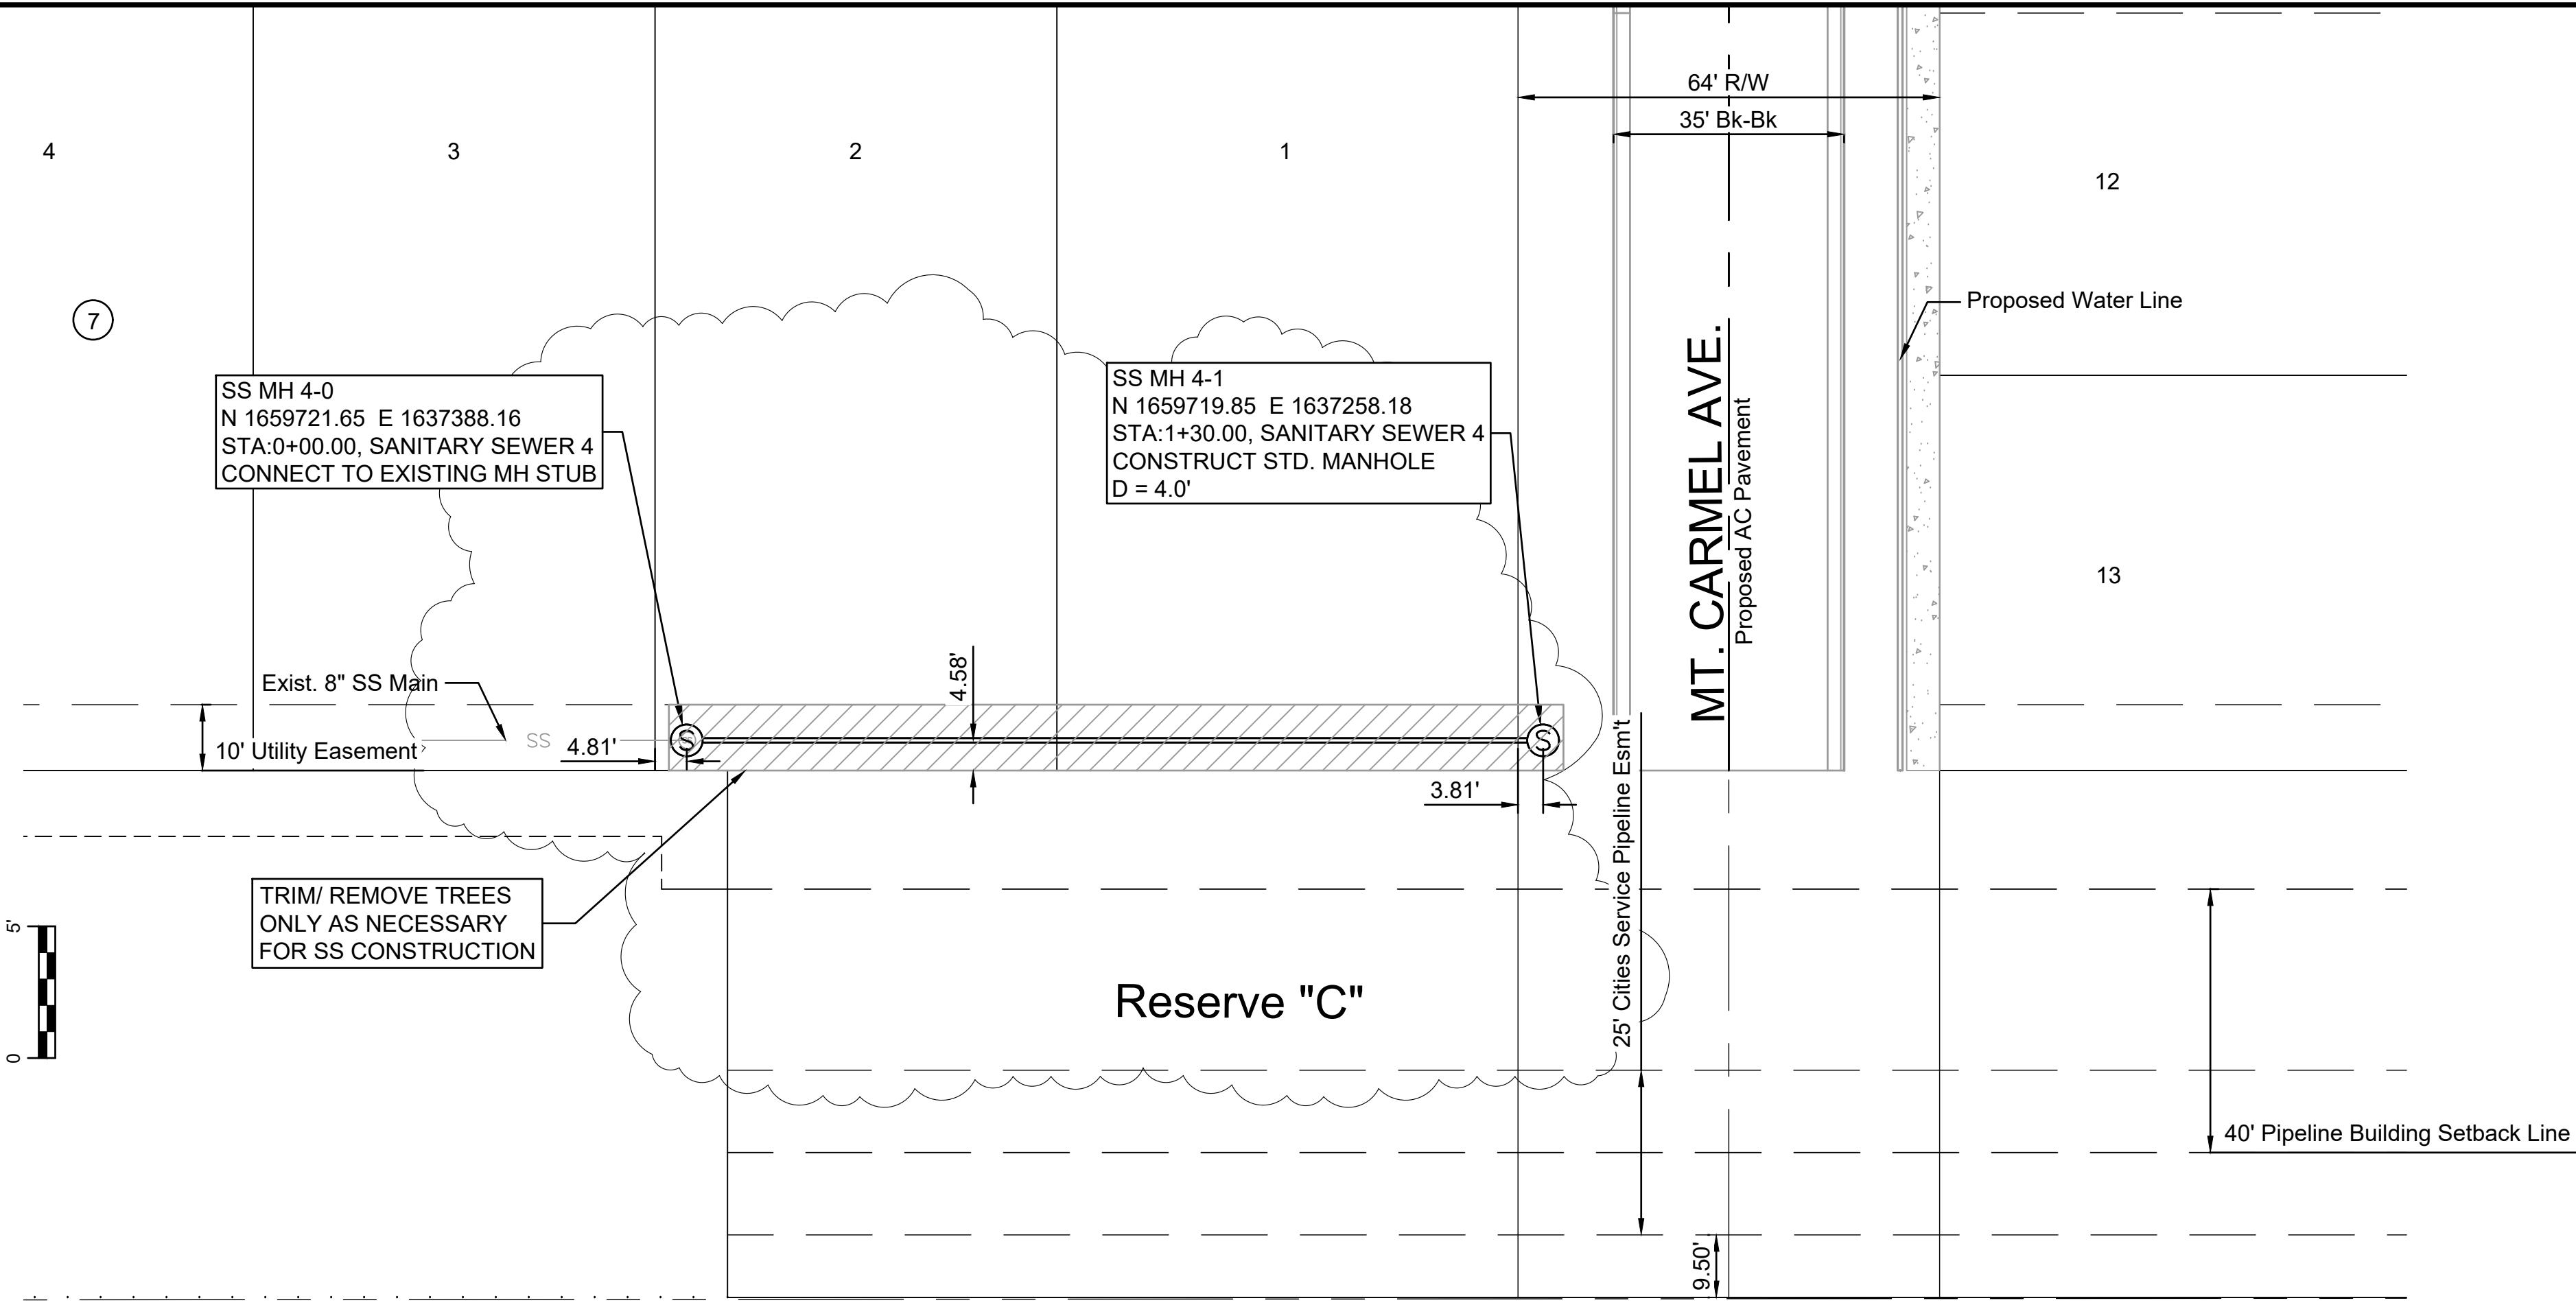 64' R/W
35' Bk-Bk
4
3
2
1
12
7
Proposed Water Line
SS MH 4-0
N 1659721.65 E 1637388.16
STA:0+00.00, SANITARY SEWER 4
CONNECT TO EXISTING MH STUB
SS MH 4-1
N 1659719.85 E 1637258.18
STA:1+30.00, SANITARY SEWER 4
CONSTRUCT STD. MANHOLE
D = 4.0'
MT. CARMEL AVE.
Proposed AC Pavement
13
Exist. 8" SS Main
4.58'
SS
S
S
10' Utility Easement
4.81'
3.81'
25' Cities Service Pipeline Esm't
TRIM/ REMOVE TREES
ONLY AS NECESSARY
FOR SS CONSTRUCTION
5'
0
Reserve "C"
40' Pipeline Building Setback Line
9.50'